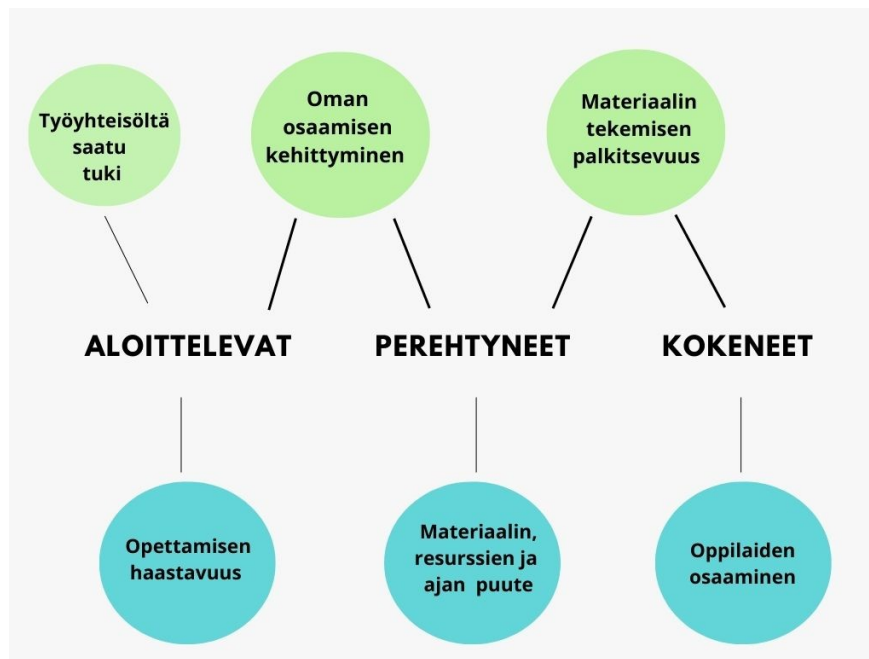 Työyhteisöltä
saatu
tuki
Oman
osaamisen
kehittyminen
Materiaalin
tekemisen
palkitsevuus
ALOITTELEVAT
PEREHTYNEET
KOKENEET
Opettamisen
haastavuus
Materiaalin,
resurssien ja
ajan puute
Oppilaiden
osaaminen